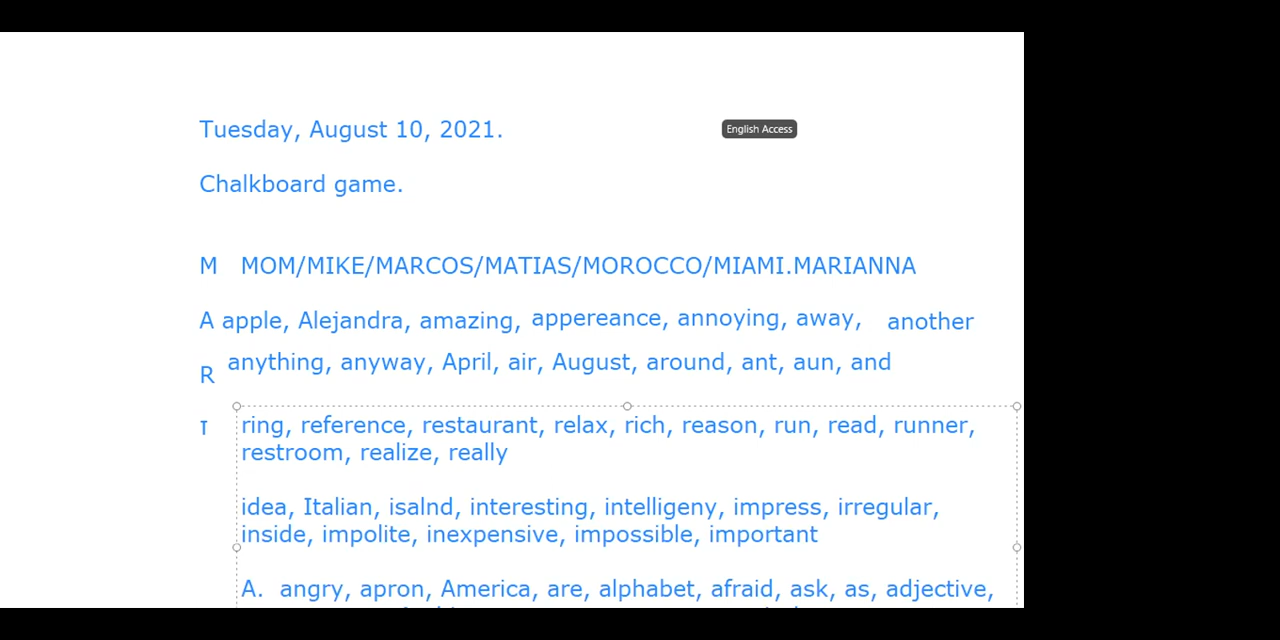 Tuesday, August 10, 2021.
English Access
Chalkboard game.
M MOM/MIKE/MARCOS/MATIAS/MOROCCO/MIAMI.MARIANNA
A apple, Alejandra, amazing, appereance, annoying, away, another
anything, anyway, April, air, August, around, ant, aun, and
R
I ring, reference, restaurant, relax, rich, reason, run, read, runner,
restroom, realize, really
idea, Italian, isalnd, interesting, intelligeny, impress, irregular,
inside, impolite, inexpensive, impossible, important
A. angry, apron, America, are, alphabet, afraid, ask, as, adjective,